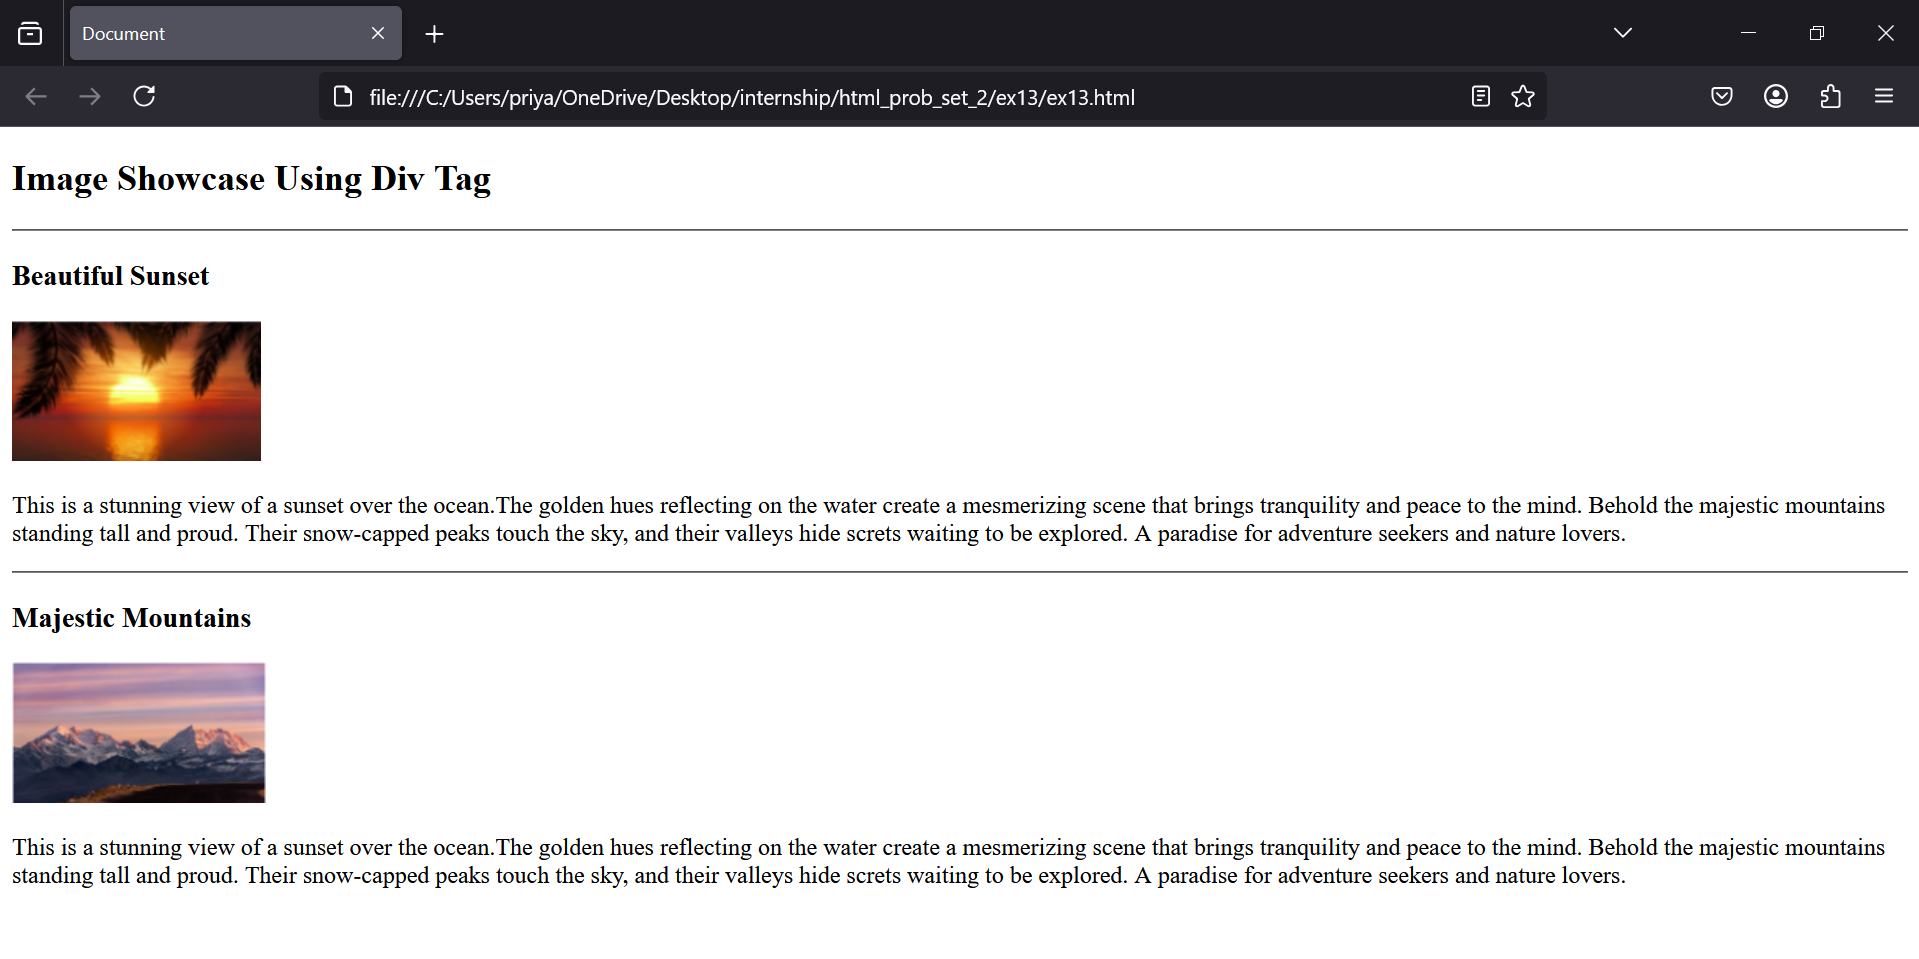 Document
file:///C:/Users/priya/OneDrive/Desktop/internship/html_prob_set_2/ex13/ex13.html
Image Showcase Using Div Tag
Beautiful Sunset
This is a stunning view of a sunset over the ocean.The golden hues reflecting on the water create a mesmerizing scene that brings tranquility and peace to the mind. Behold the majestic mountains
standing tall and proud. Their snow-capped peaks touch the sky, and their valleys hide screts waiting to be explored. A paradise for adventure seekers and nature lovers.
Majestic Mountains
This is a stunning view of a sunset over the ocean.The golden hues reflecting on the water create a mesmerizing scene that brings tranquility and peace to the mind. Behold the majestic mountains
standing tall and proud. Their snow-capped peaks touch the sky, and their valleys hide screts waiting to be explored. A paradise for adventure seekers and nature lovers.